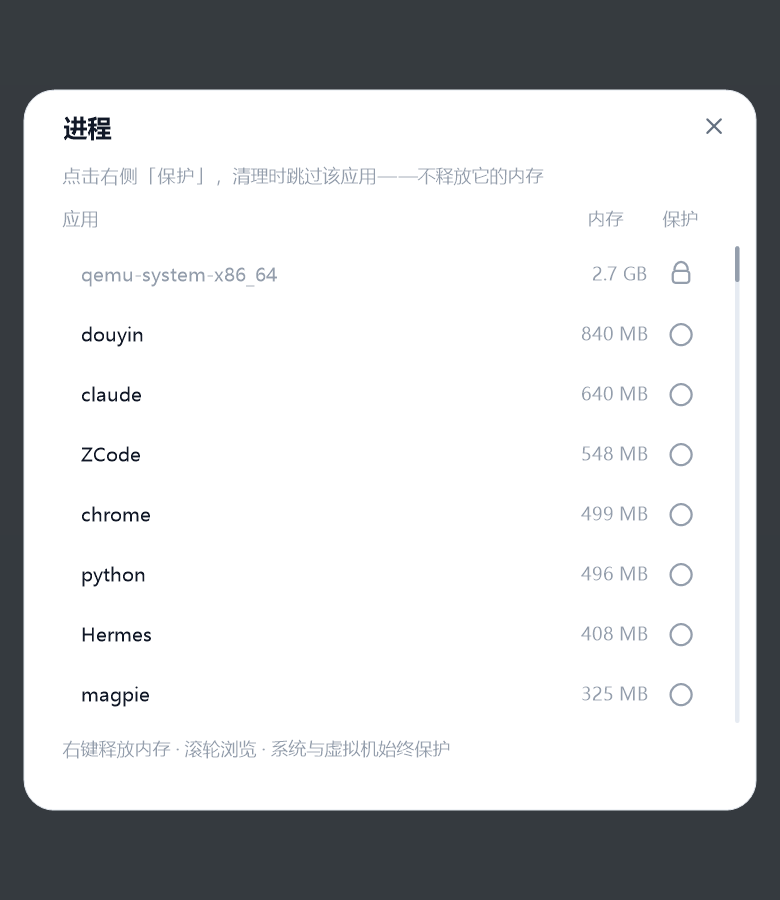 进程
点击右侧「保护」，清理时跳过该应用——不释放它的内存
应用 内存 保护
qemu-system-x86_64 2.7 GB
douyin 840 MB
claude 640 MB
ZCode 548 MB
chrome 499 MB
python 496 MB
Hermes 408 MB
magpie 325 MB
右键释放内存 · 滚轮浏览 · 系统与虚拟机始终保护